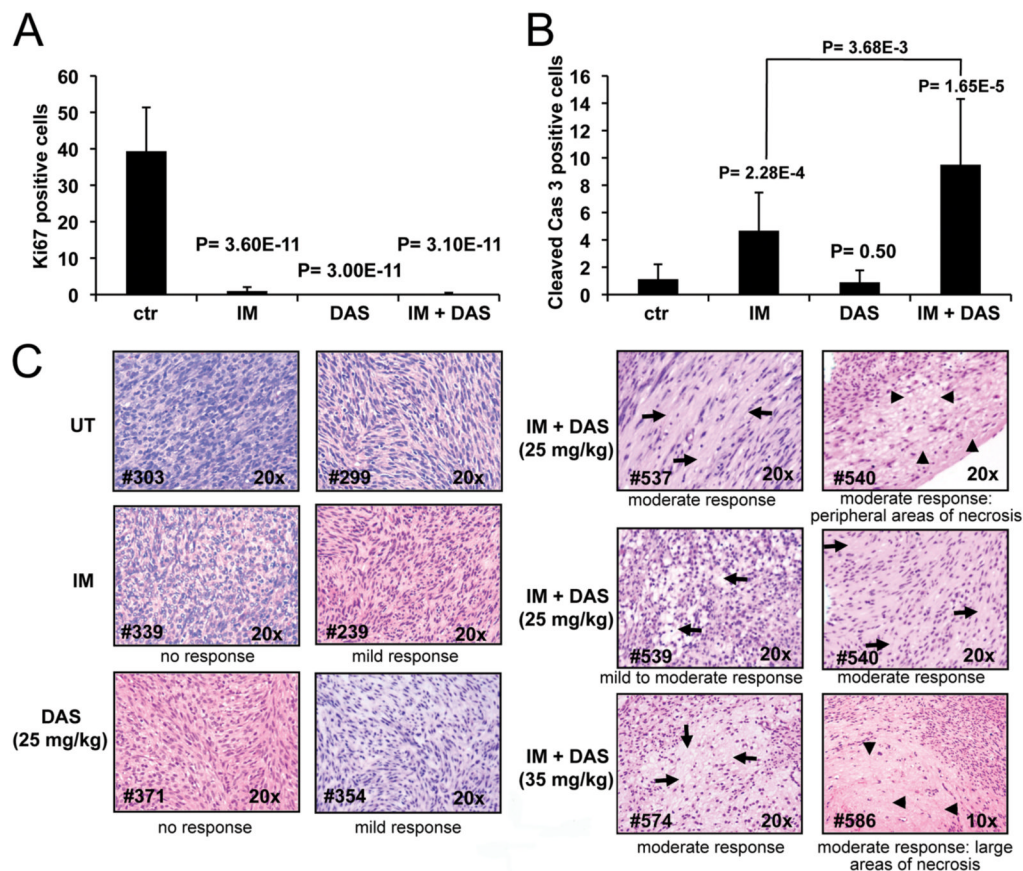 A
Ki67 positive cells
60
50
40
30
20
10
0
P= 3.60E-11
P= 3.00E-11
P= 3.10E-11
ctr
IM
DAS
IM + DAS
B
Cleaved Cas 3 positive cells
16
14
12
10
8
6
4
2
0
P= 3.68E-3
P= 1.65E-5
P= 2.28E-4
P= 0.50
ctr
IM
DAS
IM + DAS
C
UT
#303 20x
#299 20x
IM
#339 20x
no response
#239 20x
mild response
DAS
(25 mg/kg)
#371 20x
no response
#354 20x
mild response
IM + DAS
(25 mg/kg)
#537 20x
moderate response
#540 20x
moderate response:
peripheral areas of necrosis
IM + DAS
(25 mg/kg)
#539 20x
mild to moderate response
#540 20x
moderate response
IM + DAS
(35 mg/kg)
#574 20x
moderate response
#586 10x
moderate response: large
areas of necrosis